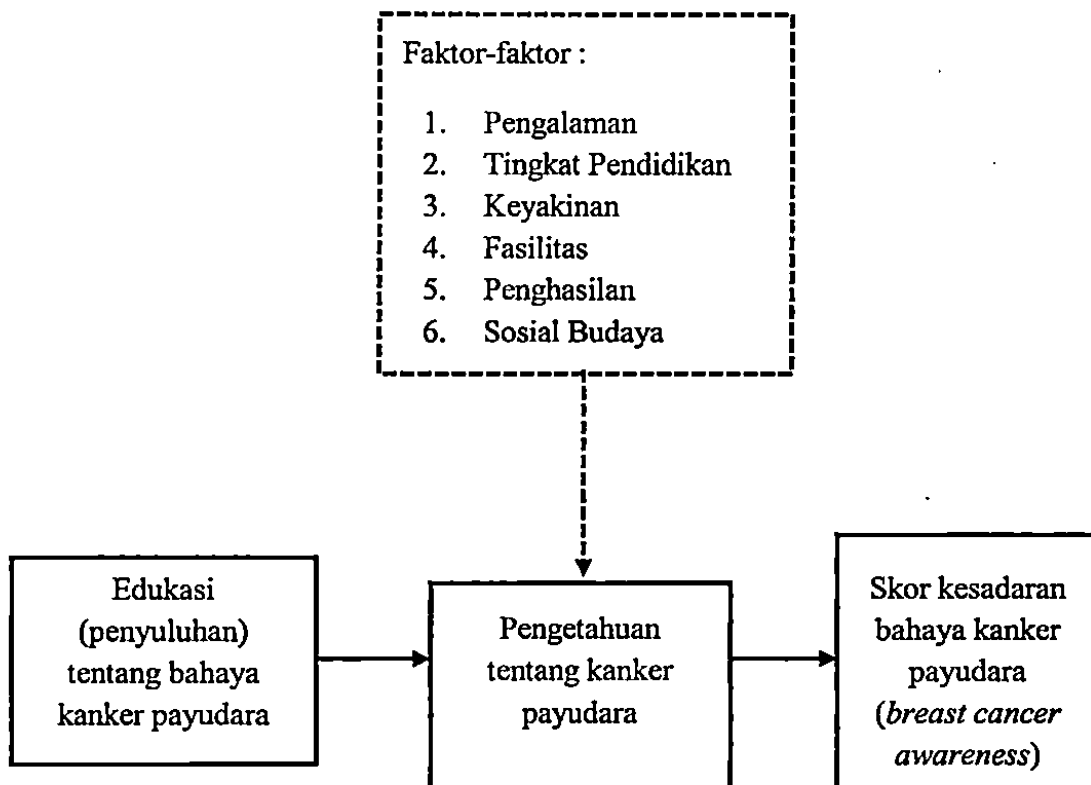 Faktor-faktor :
1. Pengalaman
2. Tingkat Pendidikan
3. Keyakinan
4. Fasilitas
5. Penghasilan
6. Sosial Budaya
Edukasi
(penyuluhan)
tentang bahaya
kanker payudara
Pengetahuan
tentang kanker
payudara
Skor kesadaran
bahaya kanker
payudara
(breast cancer
awareness)